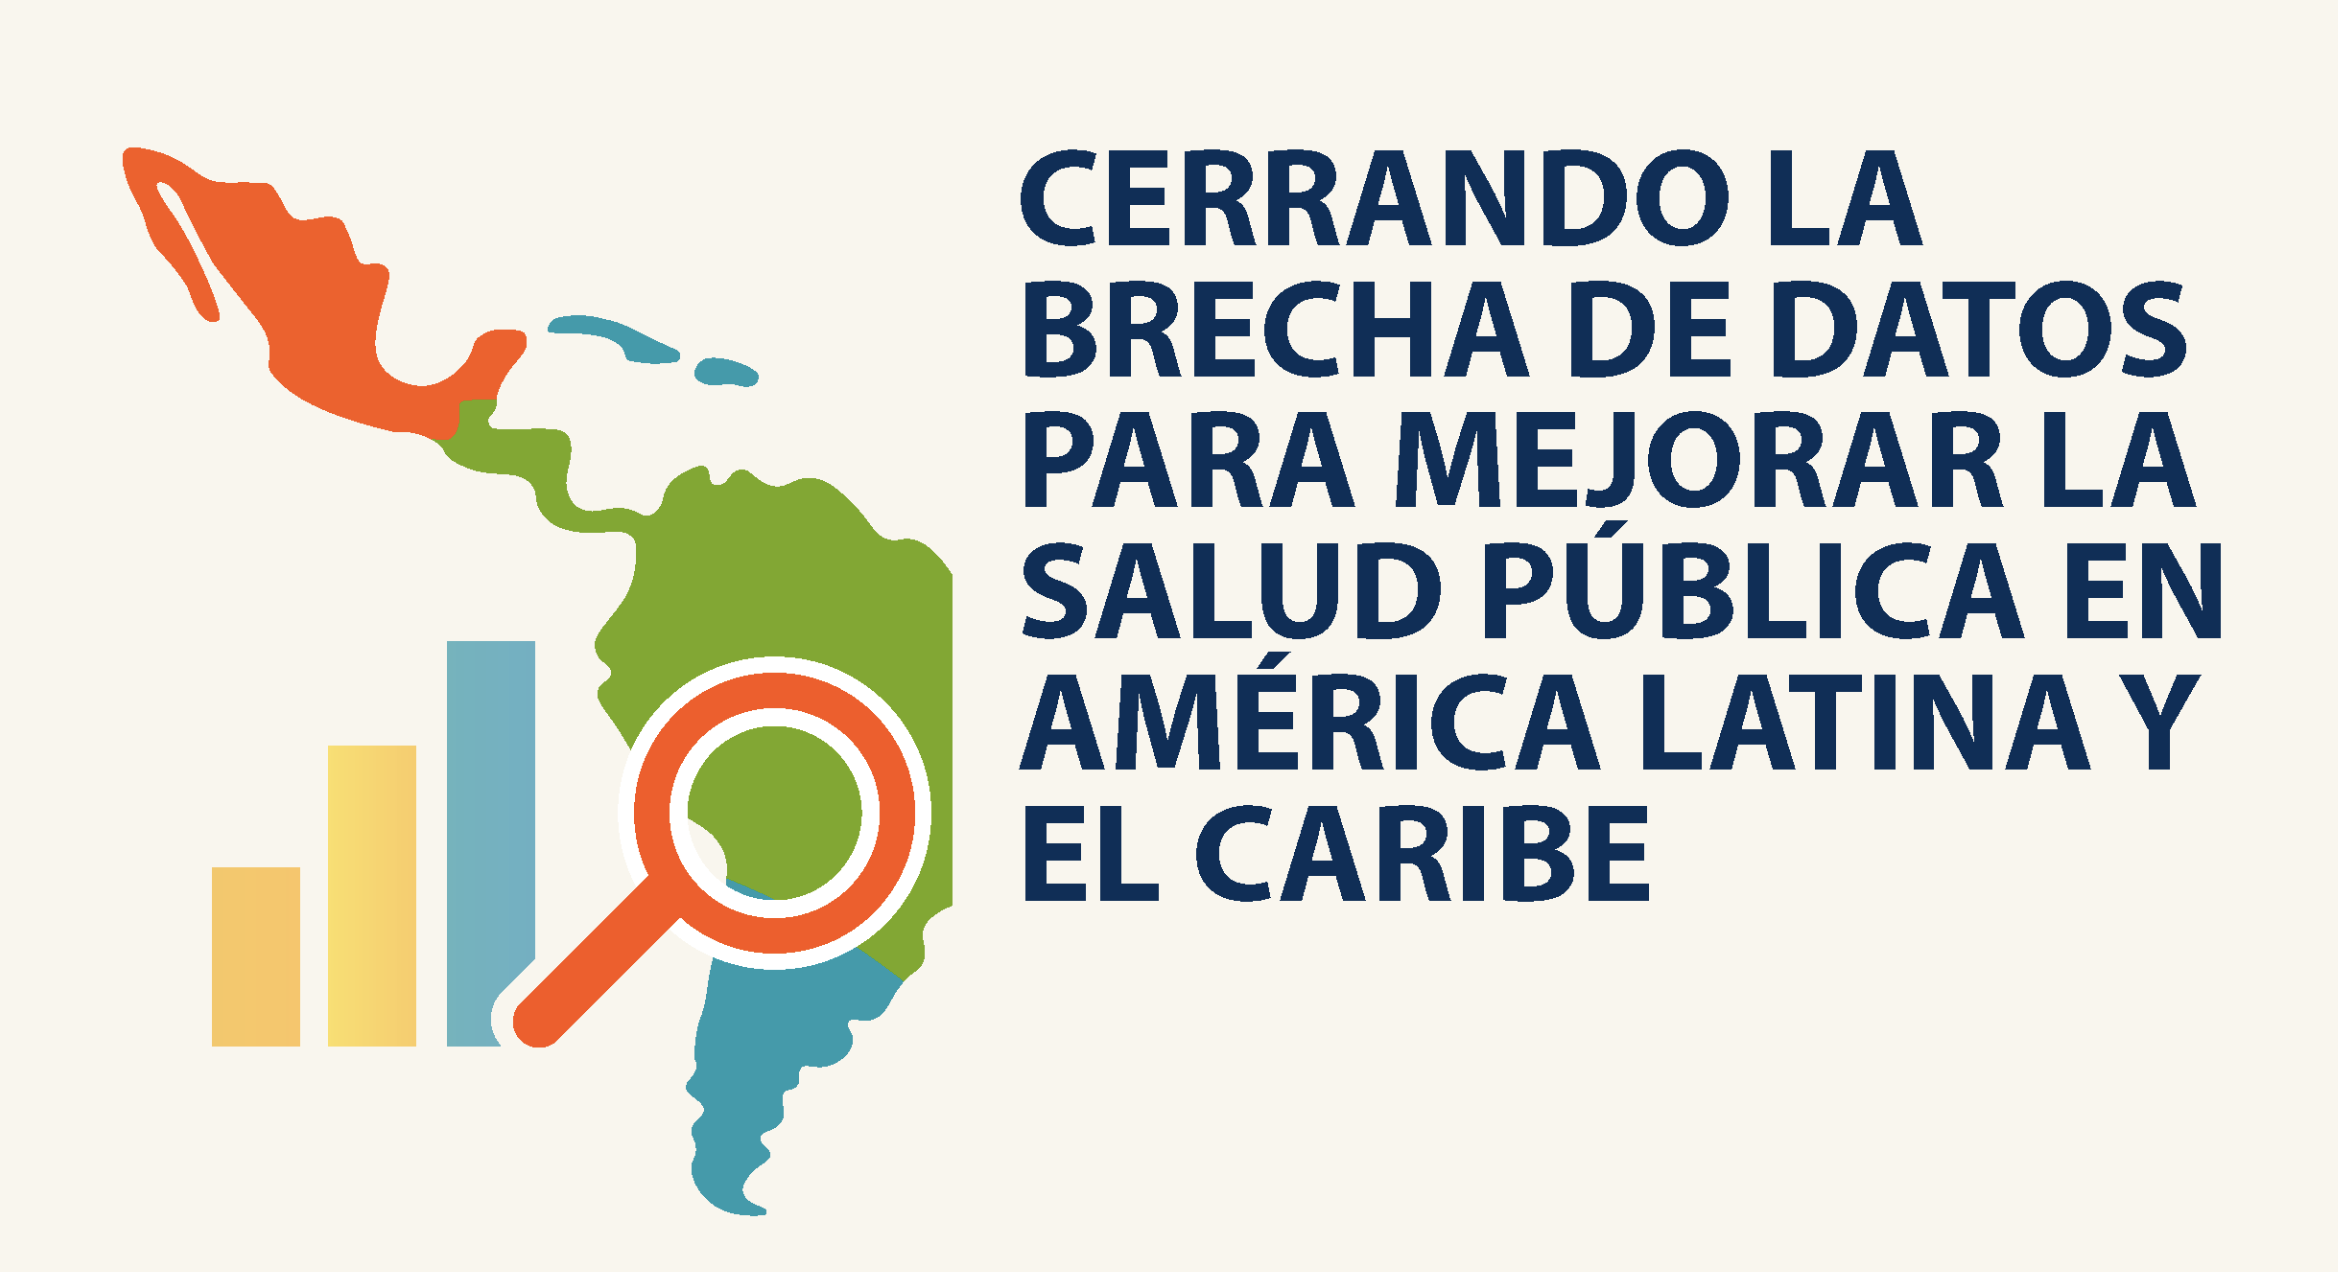 CERRANDO LA
BRECHA DE DATOS
PARA MEJORAR LA
SALUD PÚBLICA EN
AMÉRICA LATINA Y
EL CARIBE